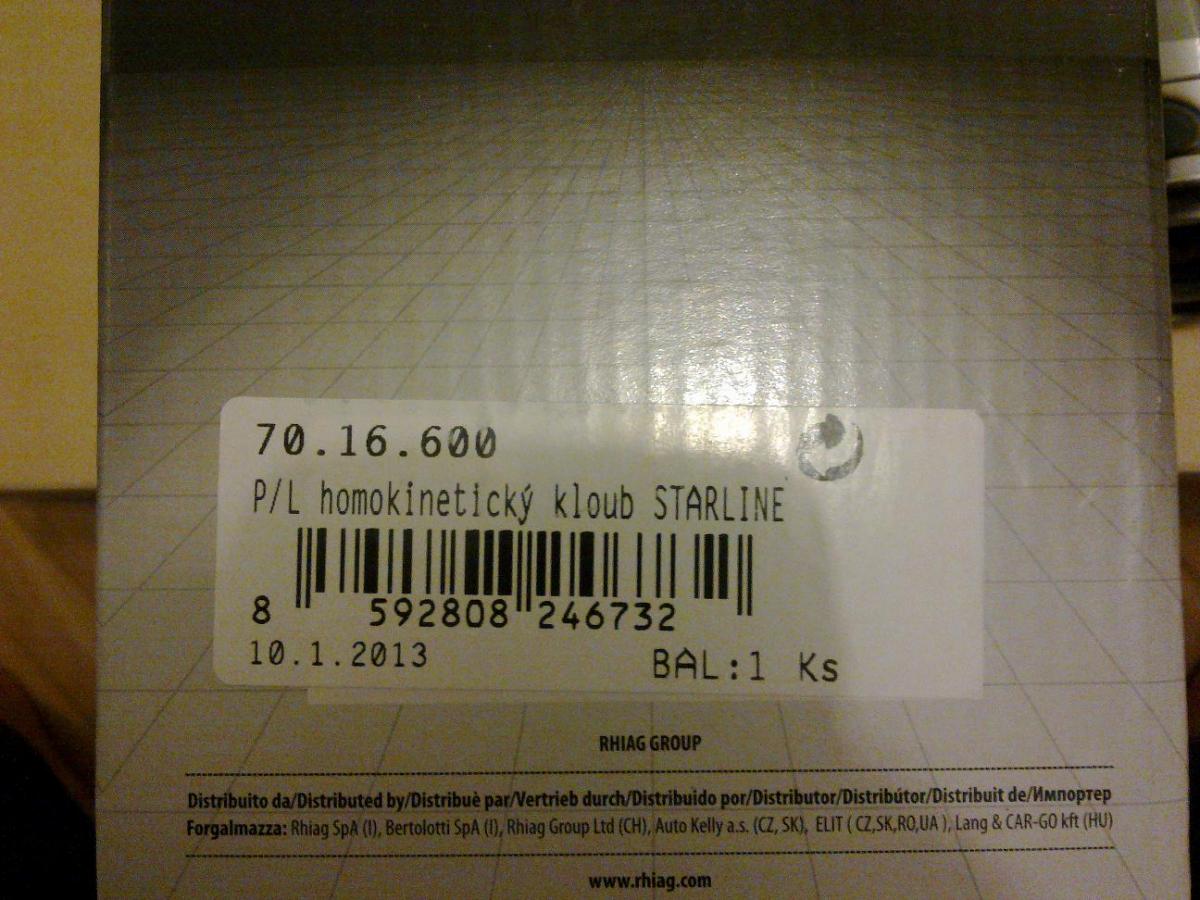 70.16.600
P/L homokinetický kloub STARLINE
8 592808 246732
10.1.2013 BAL:1 Ks
RHIAG GROUP
Distribuito da/Distributed by/Distribuè par/Vertrieb durch/Distribuido por/Distributor/Distribútor/Distribuit de/Импортер
Forgalmazza: Rhiag SpA (I), Bertolotti SpA (I), Rhiag Group Ltd (CH), Auto Kelly a.s. (CZ, SK), ELIT ( CZ,SK,RO,UA ), Lang & CAR-GO kft (HU)
www.rhiag.com